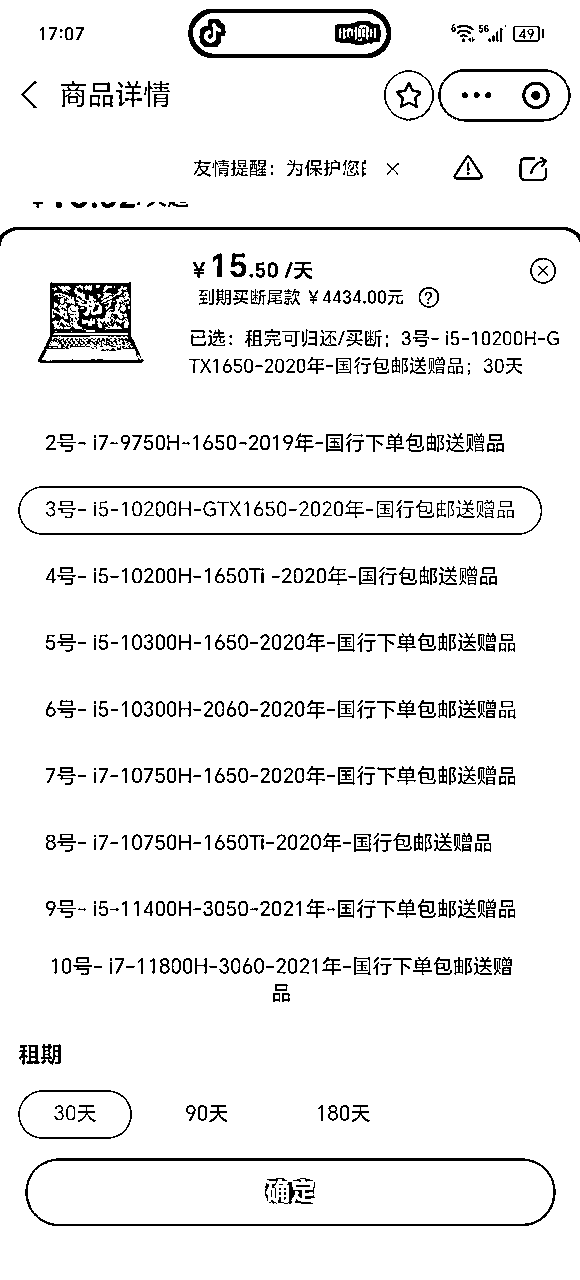 17:07
5G
49
商品详情
友情提醒：为保护您
¥15.50 /天
到期买断尾款 ¥4434.00元 ?
已选：租完可归还/买断；3号- i5-10200H-G
TX1650-2020年-国行包邮送赠品；30天
2号- i7-9750H-1650-2019年-国行下单包邮送赠品
3号- i5-10200H-GTX1650-2020年-国行包邮送赠品
4号- i5-10200H-1650Ti -2020年-国行包邮送赠品
5号- i5-10300H-1650-2020年-国行下单包邮送赠品
6号- i5-10300H-2060-2020年-国行下单包邮送赠品
7号- i7-10750H-1650-2020年-国行下单包邮送赠品
8号- i7-10750H-1650Ti-2020年-国行包邮送赠品
9号- i5-11400H-3050-2021年-国行下单包邮送赠品
10号- i7-11800H-3060-2021年-国行下单包邮送赠
品
租期
30天
90天
180天
确定